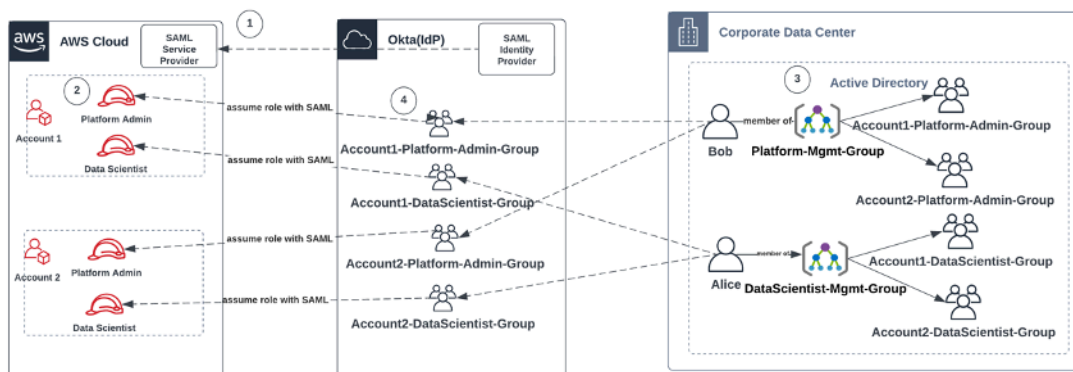 aws
AWS Cloud
SAML
Service
Provider
1
Okta(IdP)
SAML
Identity
Provider
Corporate Data Center
2
Account 1
Platform Admin
Data Scientist
assume role with SAML
assume role with SAML
4
Account1-Platform-Admin-Group
Account1-DataScientist-Group
3
Active Directory
Bob
member of
Platform-Mgmt-Group
Account1-Platform-Admin-Group
Account2-Platform-Admin-Group
Account 2
Platform Admin
Data Scientist
assume role with SAML
assume role with SAML
Account2-Platform-Admin-Group
Account2-DataScientist-Group
Alice
member of
DataScientist-Mgmt-Group
Account1-DataScientist-Group
Account2-DataScientist-Group